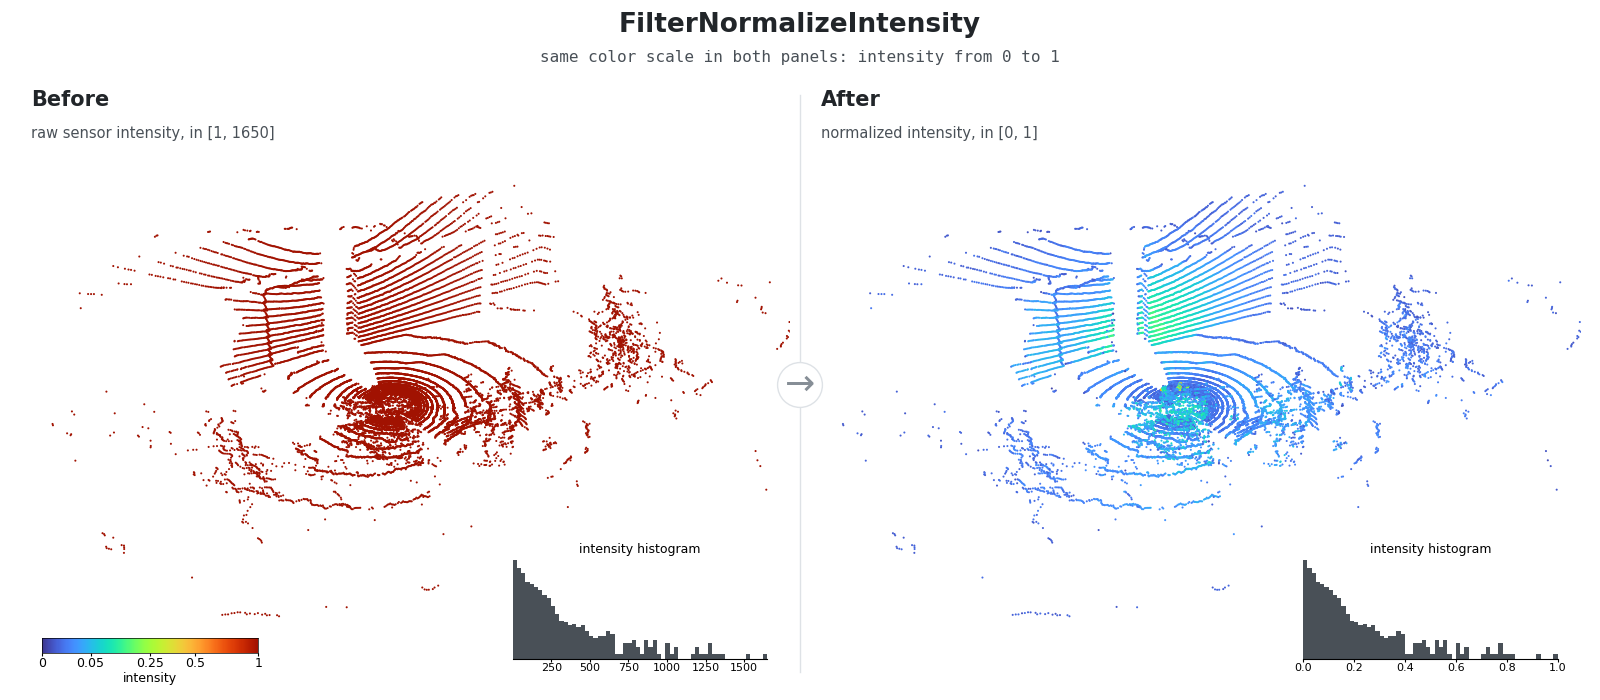 FilterNormalizeIntensity
same color scale in both panels: intensity from 0 to 1
Before
raw sensor intensity, in [1, 1650]
After
normalized intensity, in [0, 1]
→
intensity histogram
250 500 750 1000 1250 1500
0 0.05 0.25 0.5 1
intensity
intensity histogram
0.0 0.2 0.4 0.6 0.8 1.0